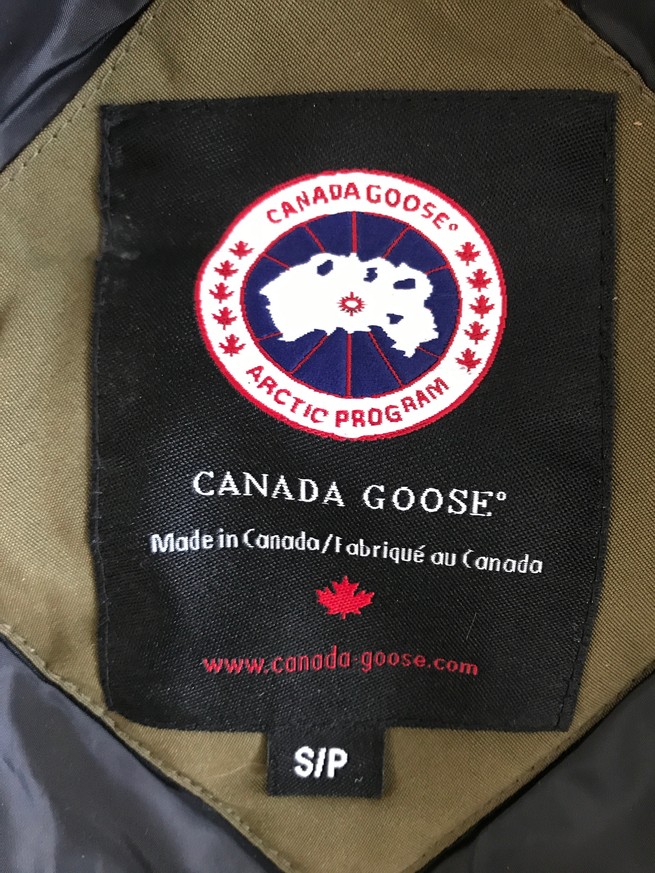 CANADA GOOSE®
ARCTIC PROGRAM
CANADA GOOSE®
Made in Canada/Fabriqué au Canada
www.canada-goose.com
S/P